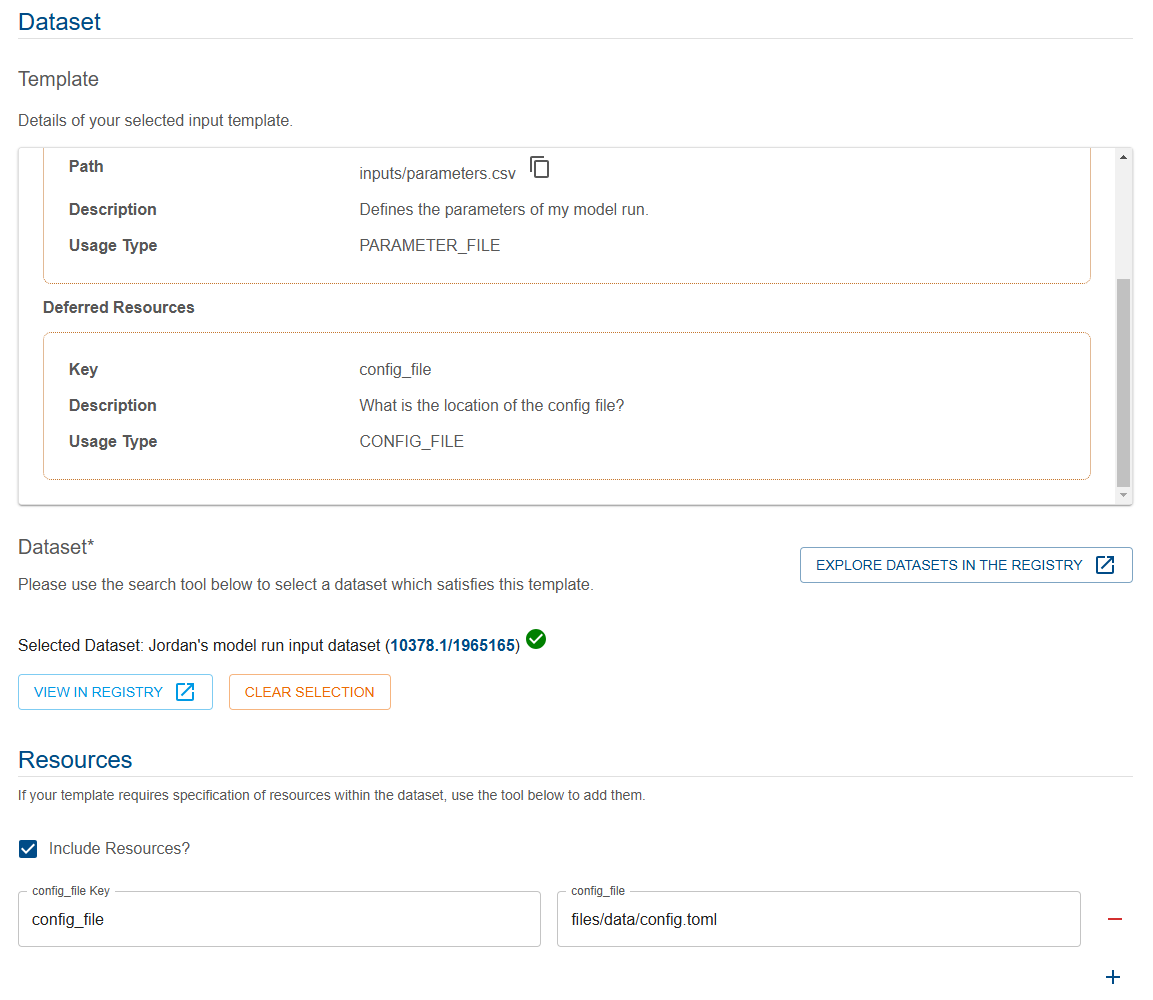 Dataset
Template
Details of your selected input template.
Path inputs/parameters.csv
Description Defines the parameters of my model run.
Usage Type PARAMETER_FILE
Deferred Resources
Key config_file
Description What is the location of the config file?
Usage Type CONFIG_FILE
Dataset*
EXPLORE DATASETS IN THE REGISTRY
Please use the search tool below to select a dataset which satisfies this template.
Selected Dataset: Jordan's model run input dataset (10378.1/1965165)
VIEW IN REGISTRY CLEAR SELECTION
Resources
If your template requires specification of resources within the dataset, use the tool below to add them.
Include Resources?
config_file Key config_file
config_file files/data/config.toml